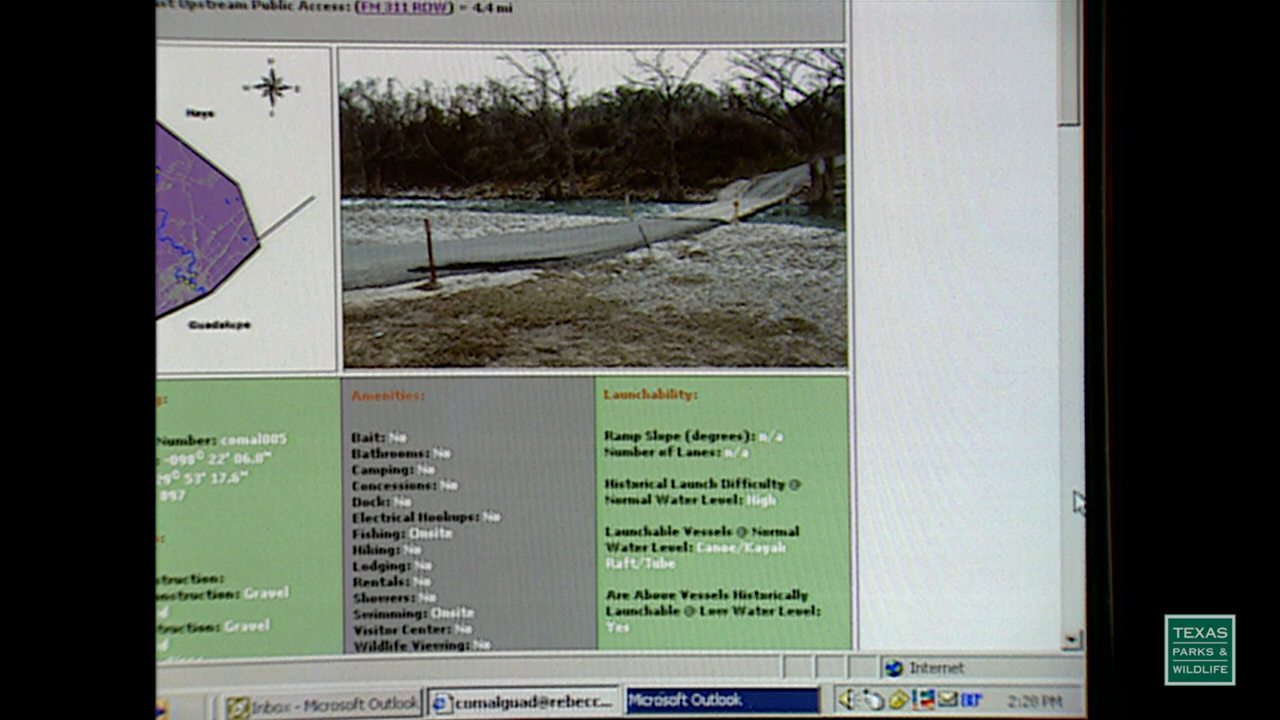 st Upstream Public Access: (FM 311 ROW) = 4.4 mi
N
Hays
Guadalupe
Number: comal005
-098° 22' 06.0"
29° 53' 17.6"
097
struction:
nstruction: Gravel
d
truction: Gravel
Amenities:
Bait: No
Bathrooms: No
Camping: No
Concessions: No
Dock: No
Electrical Hookups: No
Fishing: Onsite
Hiking: No
Lodging: No
Rentals: No
Showers: No
Swimming: Onsite
Visitor Center: No
Wildlife Viewing: No
Launchability:
Ramp Slope (degrees): n/a
Number of Lanes: n/a
Historical Launch Difficulty @
Normal Water Level: High
Launchable Vessels @ Normal
Water Level: Canoe/Kayak
Raft/Tube
Are Above Vessels Historically
Launchable @ Low Water Level:
Yes
Internet
Inbox - Microsoft Outlook
comalguad@rebecc...
Microsoft Outlook
2:28 PM
TEXAS
PARKS &
WILDLIFE